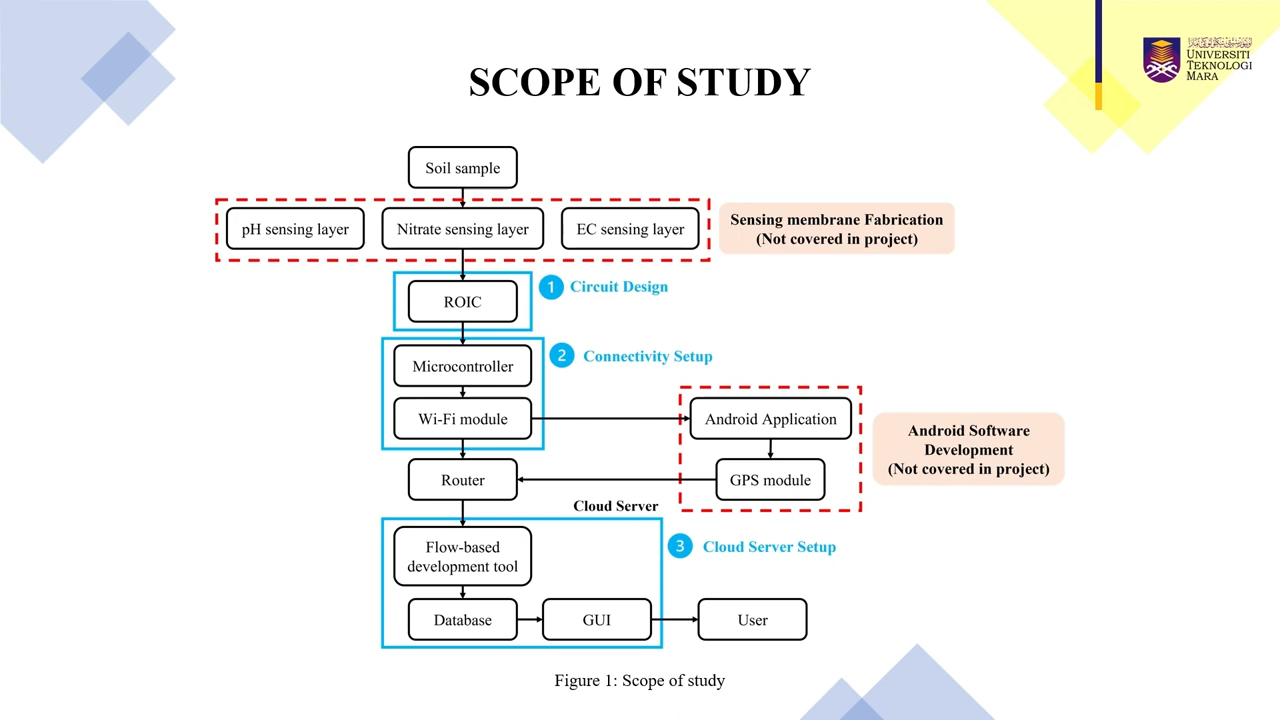 SCOPE OF STUDY
UNIVERSITI
TEKNOLOGI
MARA
Soil sample
pH sensing layer
Nitrate sensing layer
EC sensing layer
Sensing membrane Fabrication
(Not covered in project)
ROIC
1 Circuit Design
Microcontroller
2 Connectivity Setup
Wi-Fi module
Android Application
Android Software
Development
(Not covered in project)
Router
GPS module
Cloud Server
Flow-based
development tool
3 Cloud Server Setup
Database
GUI
User
Figure 1: Scope of study